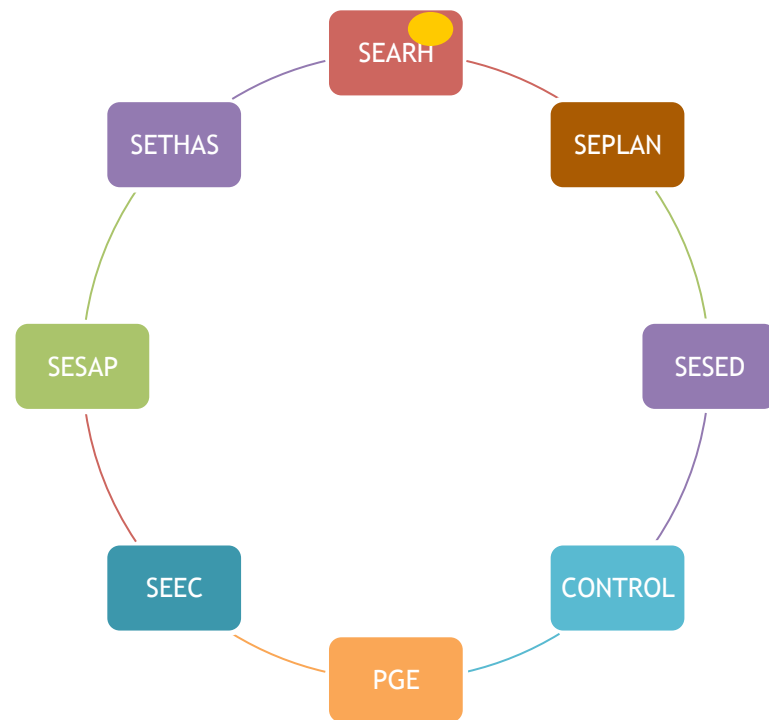 SEARH
SEPLAN
SESED
CONTROL
PGE
SEEC
SESAP
SETHAS